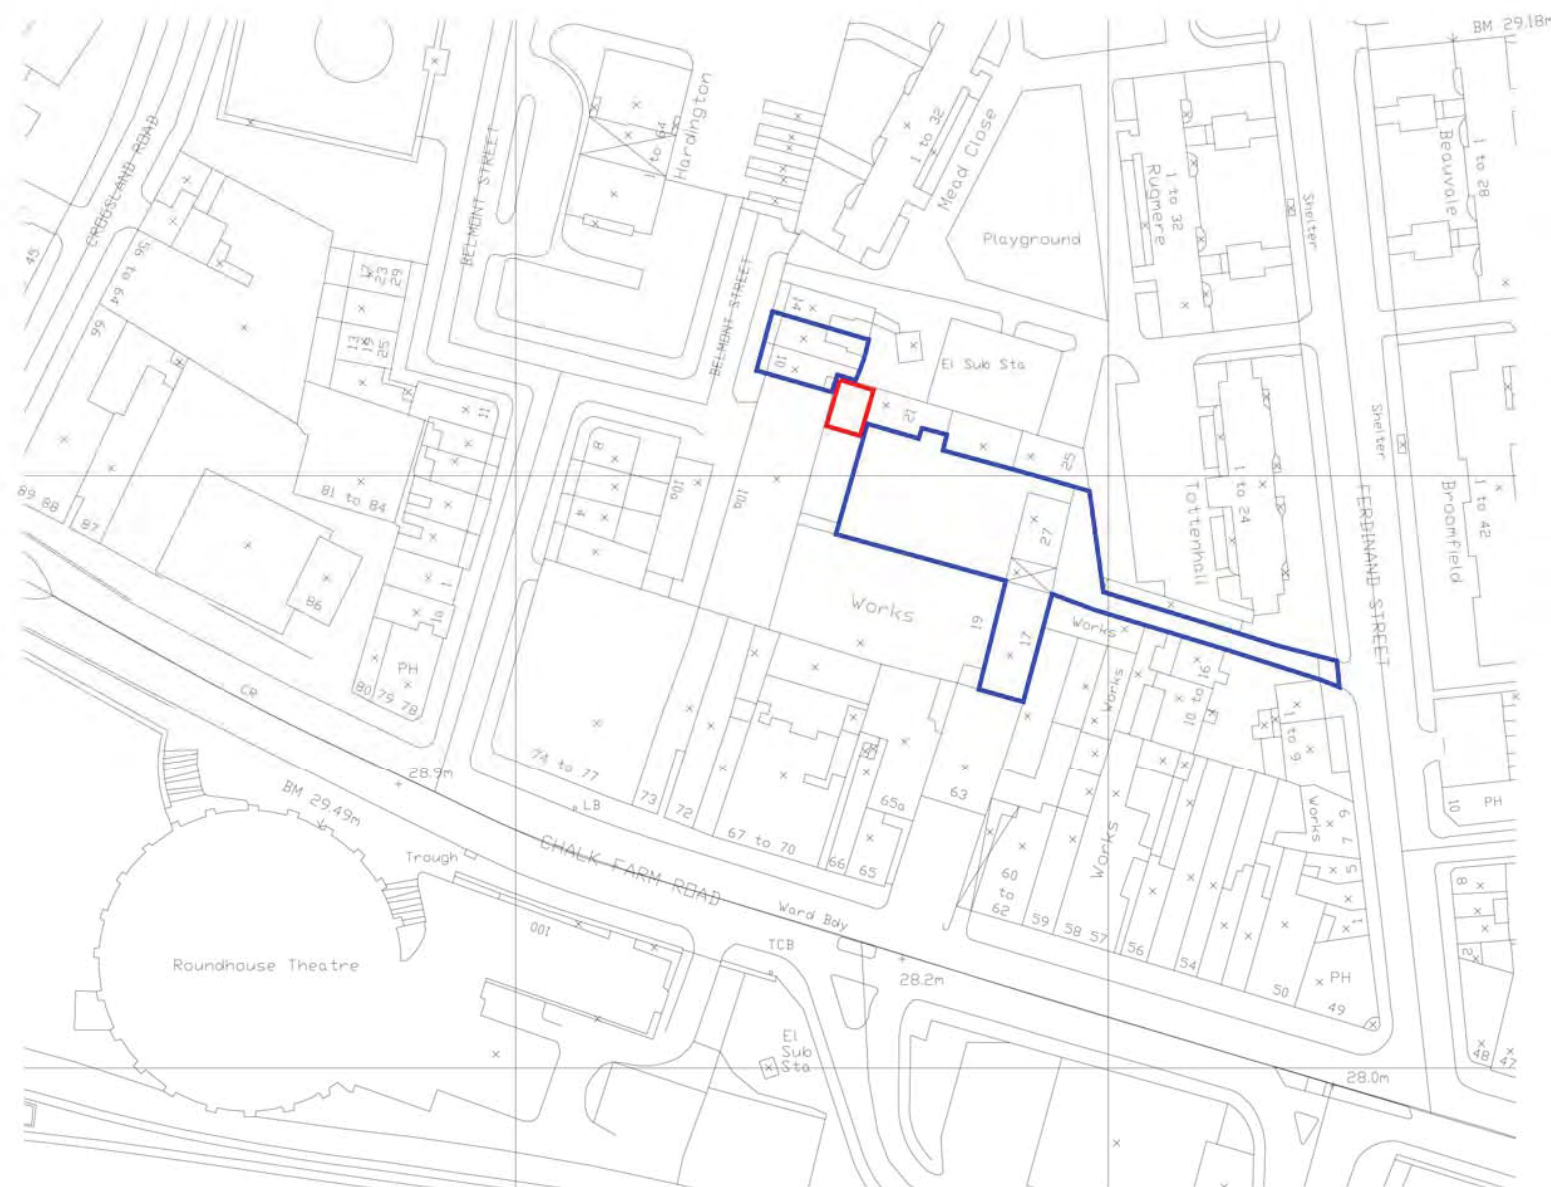 BM 29.18m
CROGSLAND ROAD
BELMONT STREET
1 to 64
Hardington
1 to 32
Mead Close
Playground
1 to 32
Rugmere
Shelter
Beauvale
1 to 28
45
56 to 64
66
17
23
29
13
19
25
11
BELMONT STREET
14
10
El Sub Sta
21
25
Shelter
1 to 24
Tottenhall
FERDINAND STREET
Broomfield
1 to 42
89 88
87
81 to 84
86
1
1a
PH
80 79 78
8
4
10a
101
27
Works
19
17
Works
Works
10 to 16
1 to 9
CR
28.9m
BM 29.49m
74 to 77
LB
73
72
67 to 70
66
65
65a
63
60
to
62
59
58
57
Works
56
54
50
49
PH
Works
9
7
5
1
10
PH
8
2
48
47
Trough
CHALK FARM ROAD
Ward Bdy
TCB
100
Roundhouse Theatre
28.2m
El
Sub
Sta
28.0m